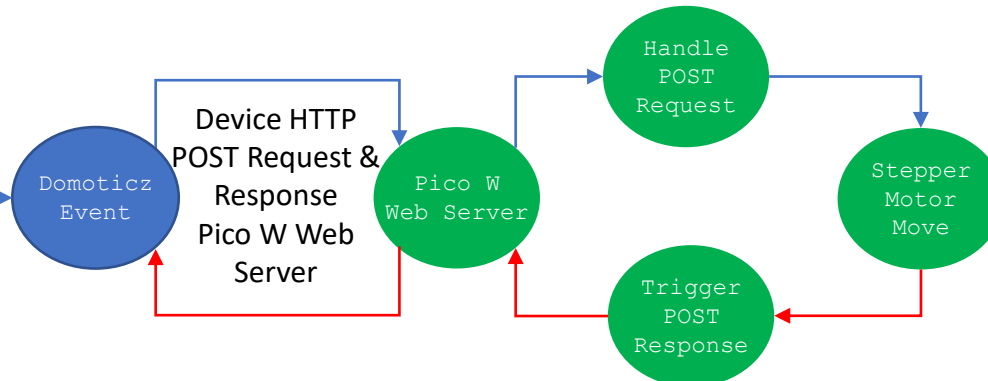 Domoticz
Event
Device HTTP
POST Request &
Response
Pico W Web
Server
Pico W
Web Server
Handle
POST
Request
Stepper
Motor
Move
Trigger
POST
Response